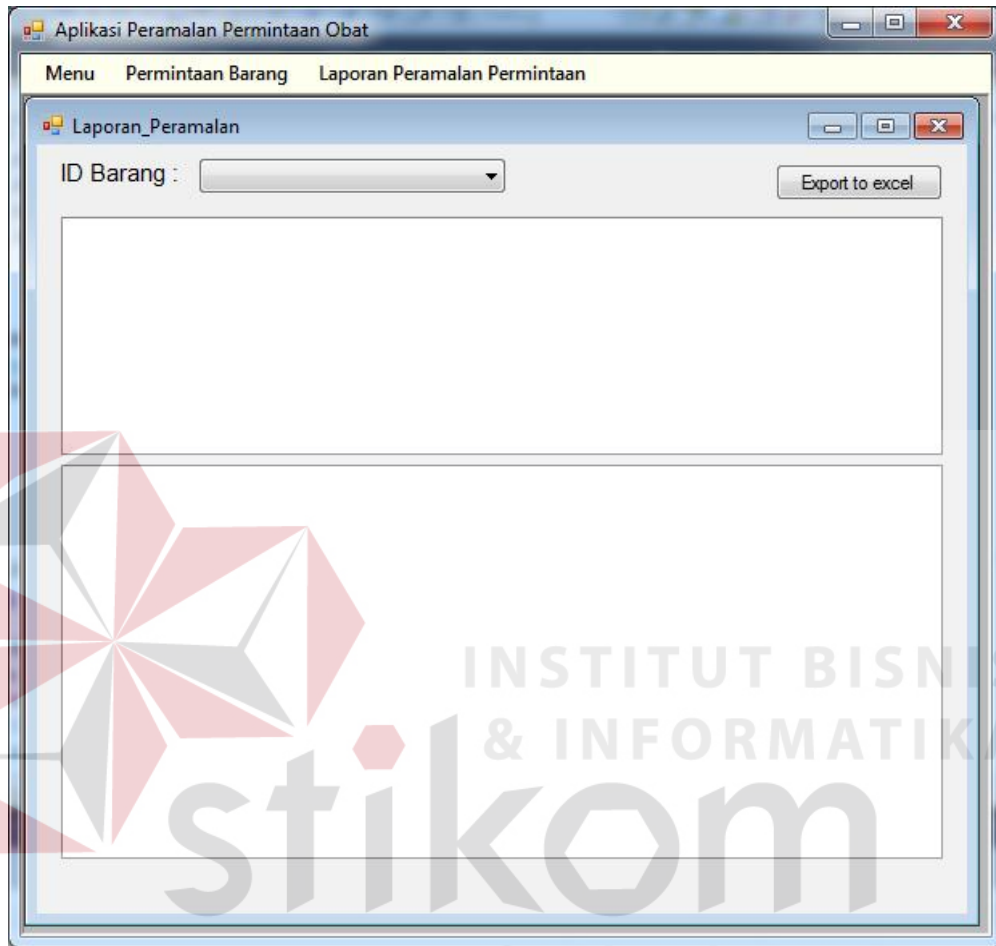 Aplikasi Peramalan Permintaan Obat
Menu Permintaan Barang Laporan Peramalan Permintaan
Laporan_Peramalan
ID Barang :
Export to excel
INSTITUT BISNIS
& INFORMATIKA
stikom